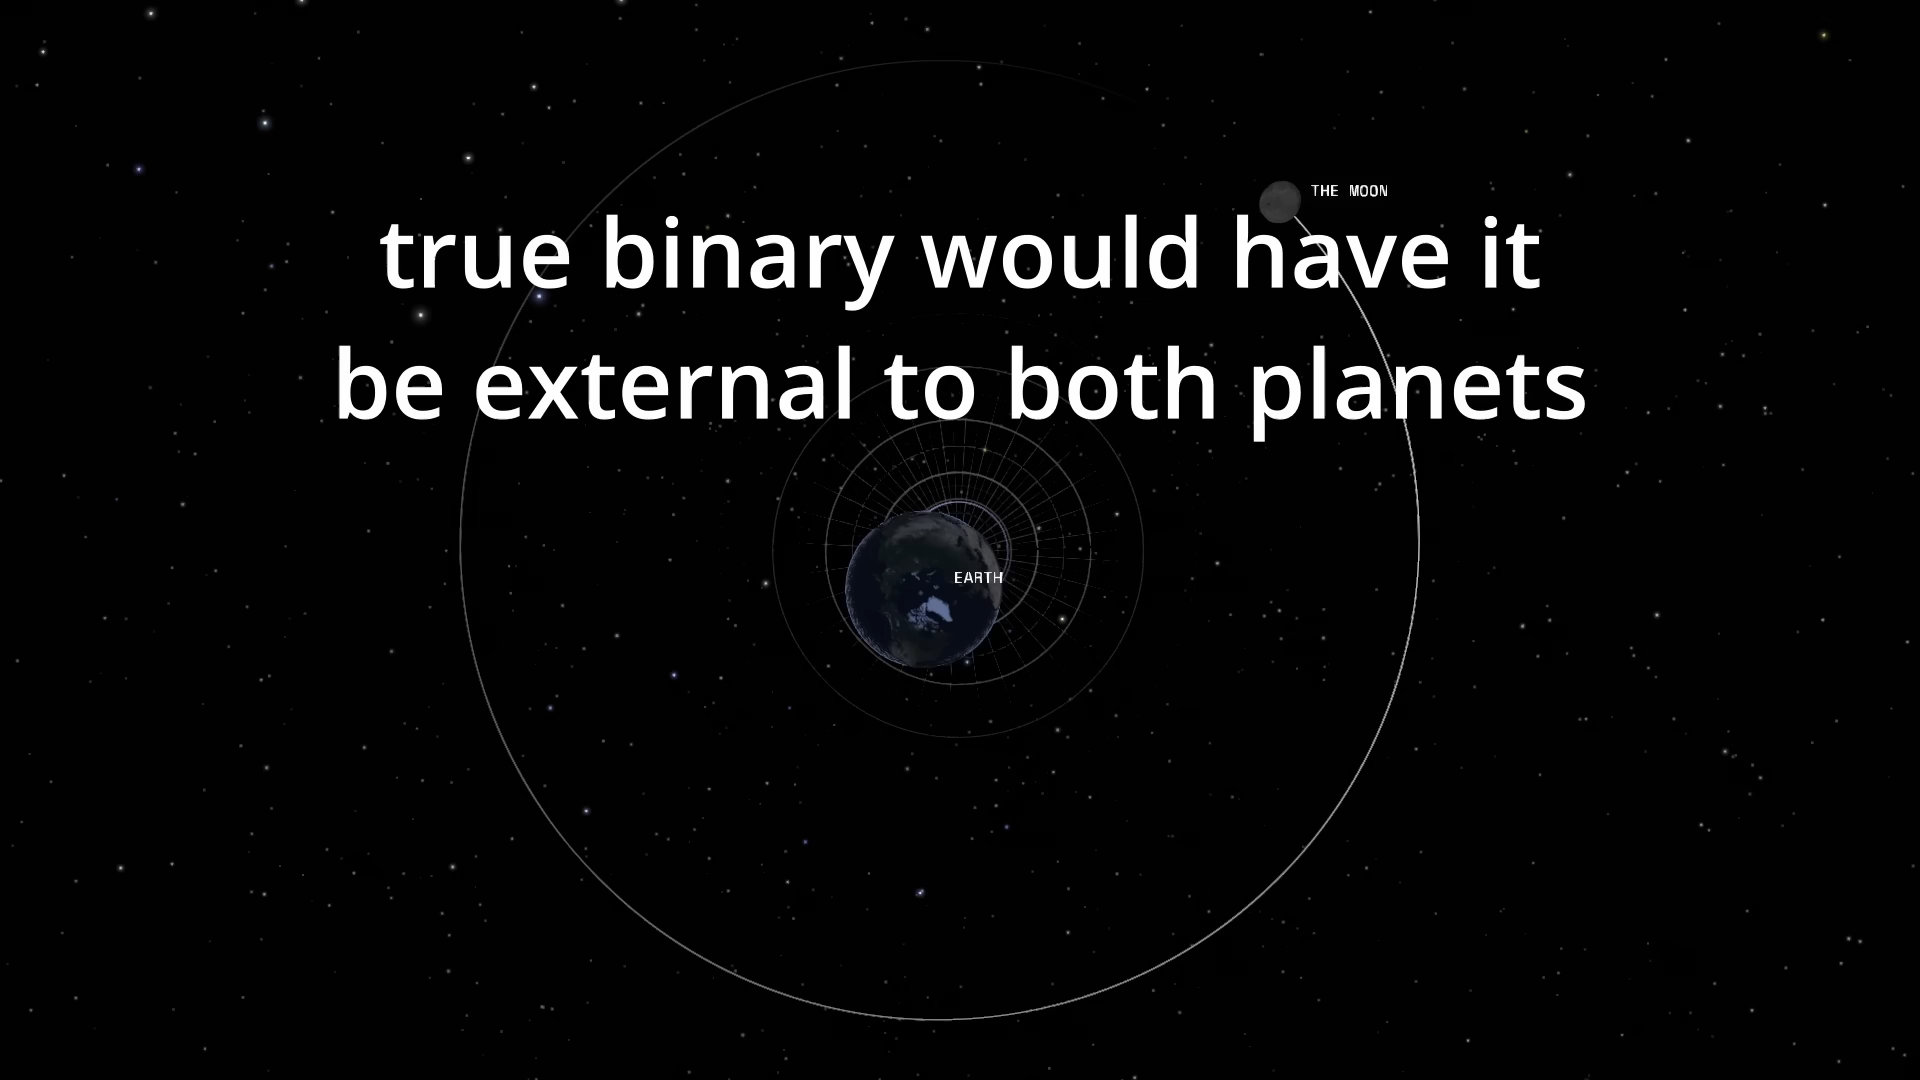 THE MOON
true binary would have it
be external to both planets
EARTH